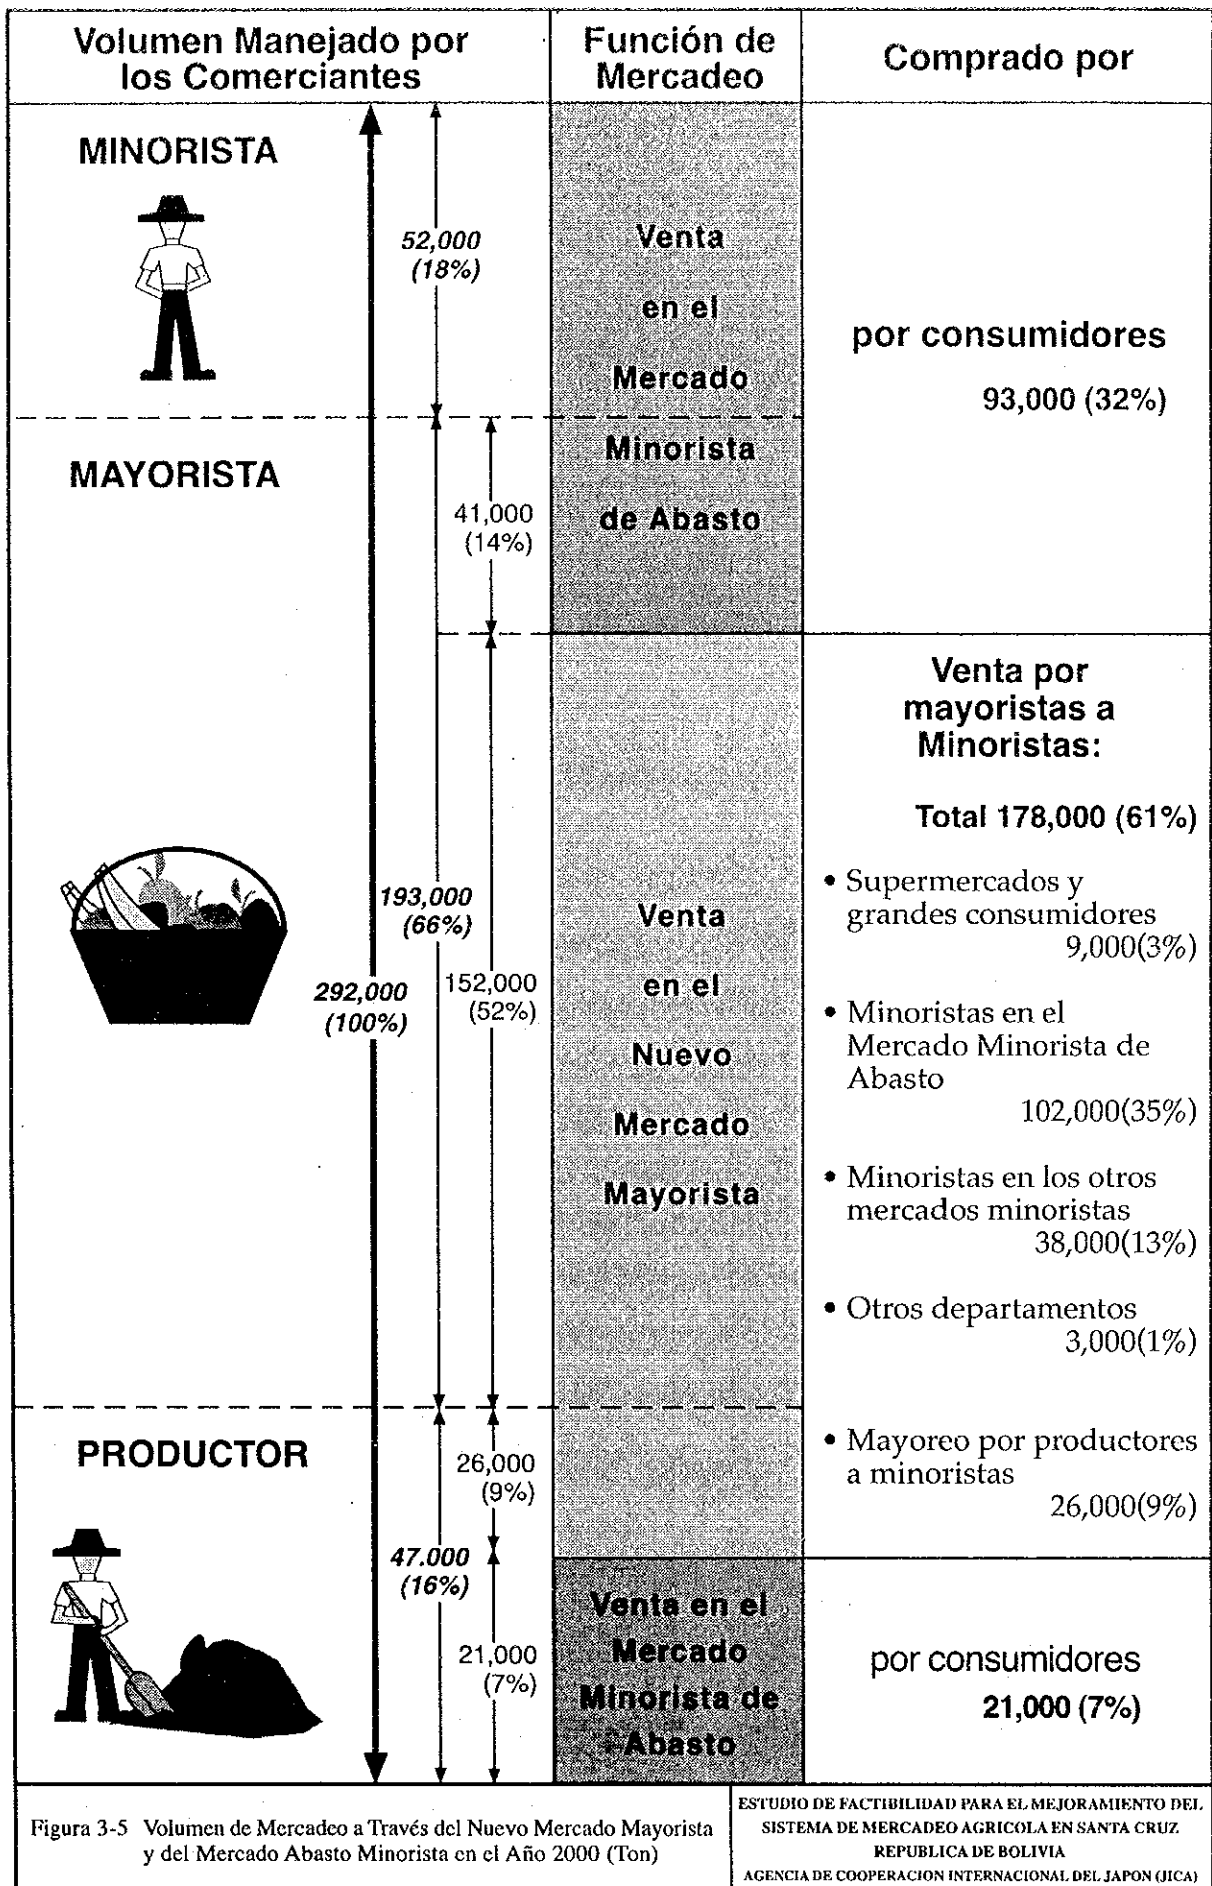 Volumen Manejado por
los Comerciantes
Función de
Mercadeo
Comprado por
MINORISTA
52,000
(18%)
Venta
en el
Mercado
Minorista
de Abasto
por consumidores
93,000 (32%)
MAYORISTA
41,000
(14%)
193,000
(66%)
292,000
(100%)
152,000
(52%)
Venta
en el
Nuevo
Mercado
Mayorista
Venta por
mayoristas a
Minoristas:
Total 178,000 (61%)
• Supermercados y
grandes consumidores
9,000(3%)
• Minoristas en el
Mercado Minorista de
Abasto
102,000(35%)
• Minoristas en los otros
mercados minoristas
38,000(13%)
• Otros departamentos
3,000(1%)
• Mayoreo por productores
a minoristas
26,000(9%)
PRODUCTOR
26,000
(9%)
47.000
(16%)
21,000
(7%)
Venta en el
Mercado
Minorista de
Abasto
por consumidores
21,000 (7%)
Figura 3-5 Volumen de Mercadeo a Través del Nuevo Mercado Mayorista
y del Mercado Abasto Minorista en el Año 2000 (Ton)
ESTUDIO DE FACTIBILIDAD PARA EL MEJORAMIENTO DEL
SISTEMA DE MERCADEO AGRICOLA EN SANTA CRUZ
REPUBLICA DE BOLIVIA
AGENCIA DE COOPERACION INTERNACIONAL DEL JAPON (JICA)